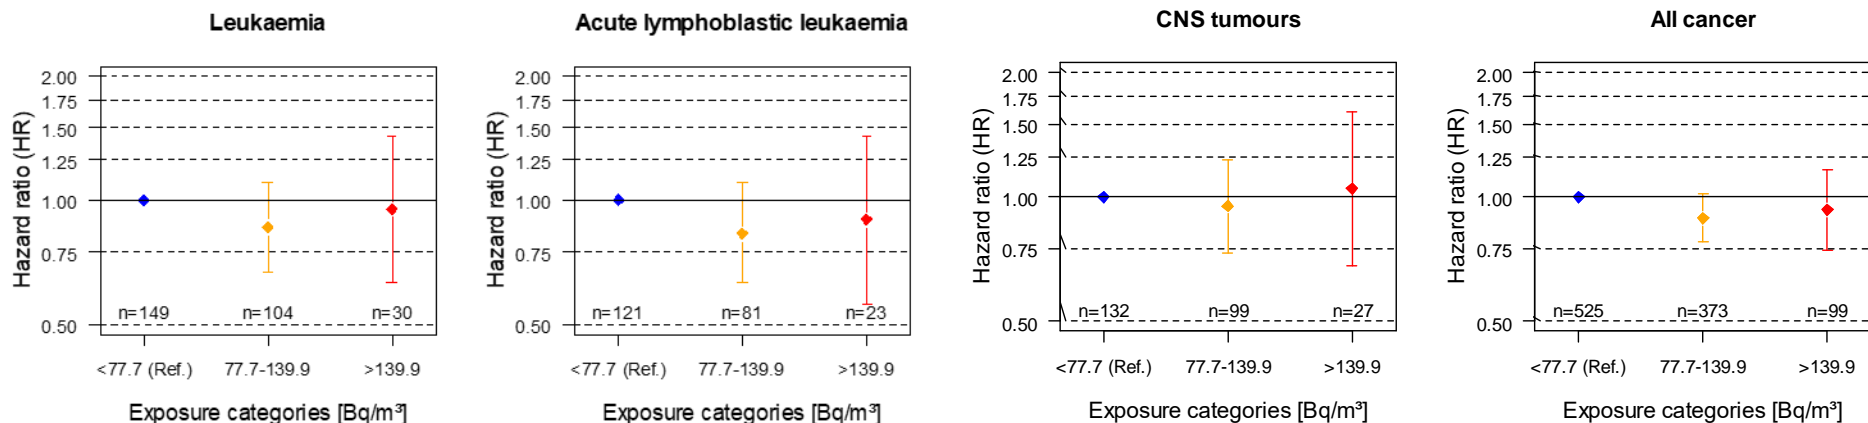 Leukaemia
Hazard ratio (HR)
2.00
1.75
1.50
1.25
1.00
0.75
0.50
n=149 n=104 n=30
<77.7 (Ref.) 77.7-139.9 >139.9
Exposure categories [Bq/m³]
Acute lymphoblastic leukaemia
Hazard ratio (HR)
2.00
1.75
1.50
1.25
1.00
0.75
0.50
n=121 n=81 n=23
<77.7 (Ref.) 77.7-139.9 >139.9
Exposure categories [Bq/m³]
CNS tumours
Hazard ratio (HR)
2.00
1.75
1.50
1.25
1.00
0.75
0.50
n=132 n=99 n=27
<77.7 (Ref.) 77.7-139.9 >139.9
Exposure categories [Bq/m³]
All cancer
Hazard ratio (HR)
2.00
1.75
1.50
1.25
1.00
0.75
0.50
n=525 n=373 n=99
<77.7 (Ref.) 77.7-139.9 >139.9
Exposure categories [Bq/m³]